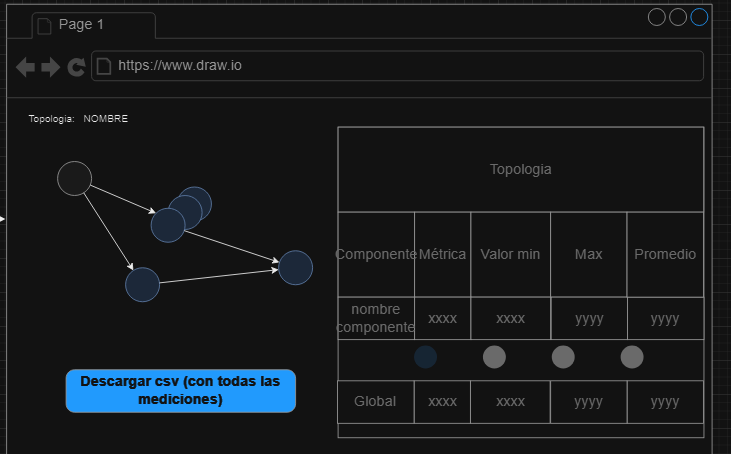 Page 1
https://www.draw.io
Topologia: NOMBRE
Topologia
Componente Métrica Valor min Max Promedio
nombre
componente xxxx xxxx yyyy yyyy
Descargar csv (con todas las
mediciones)
Global xxxx xxxx yyyy yyyy